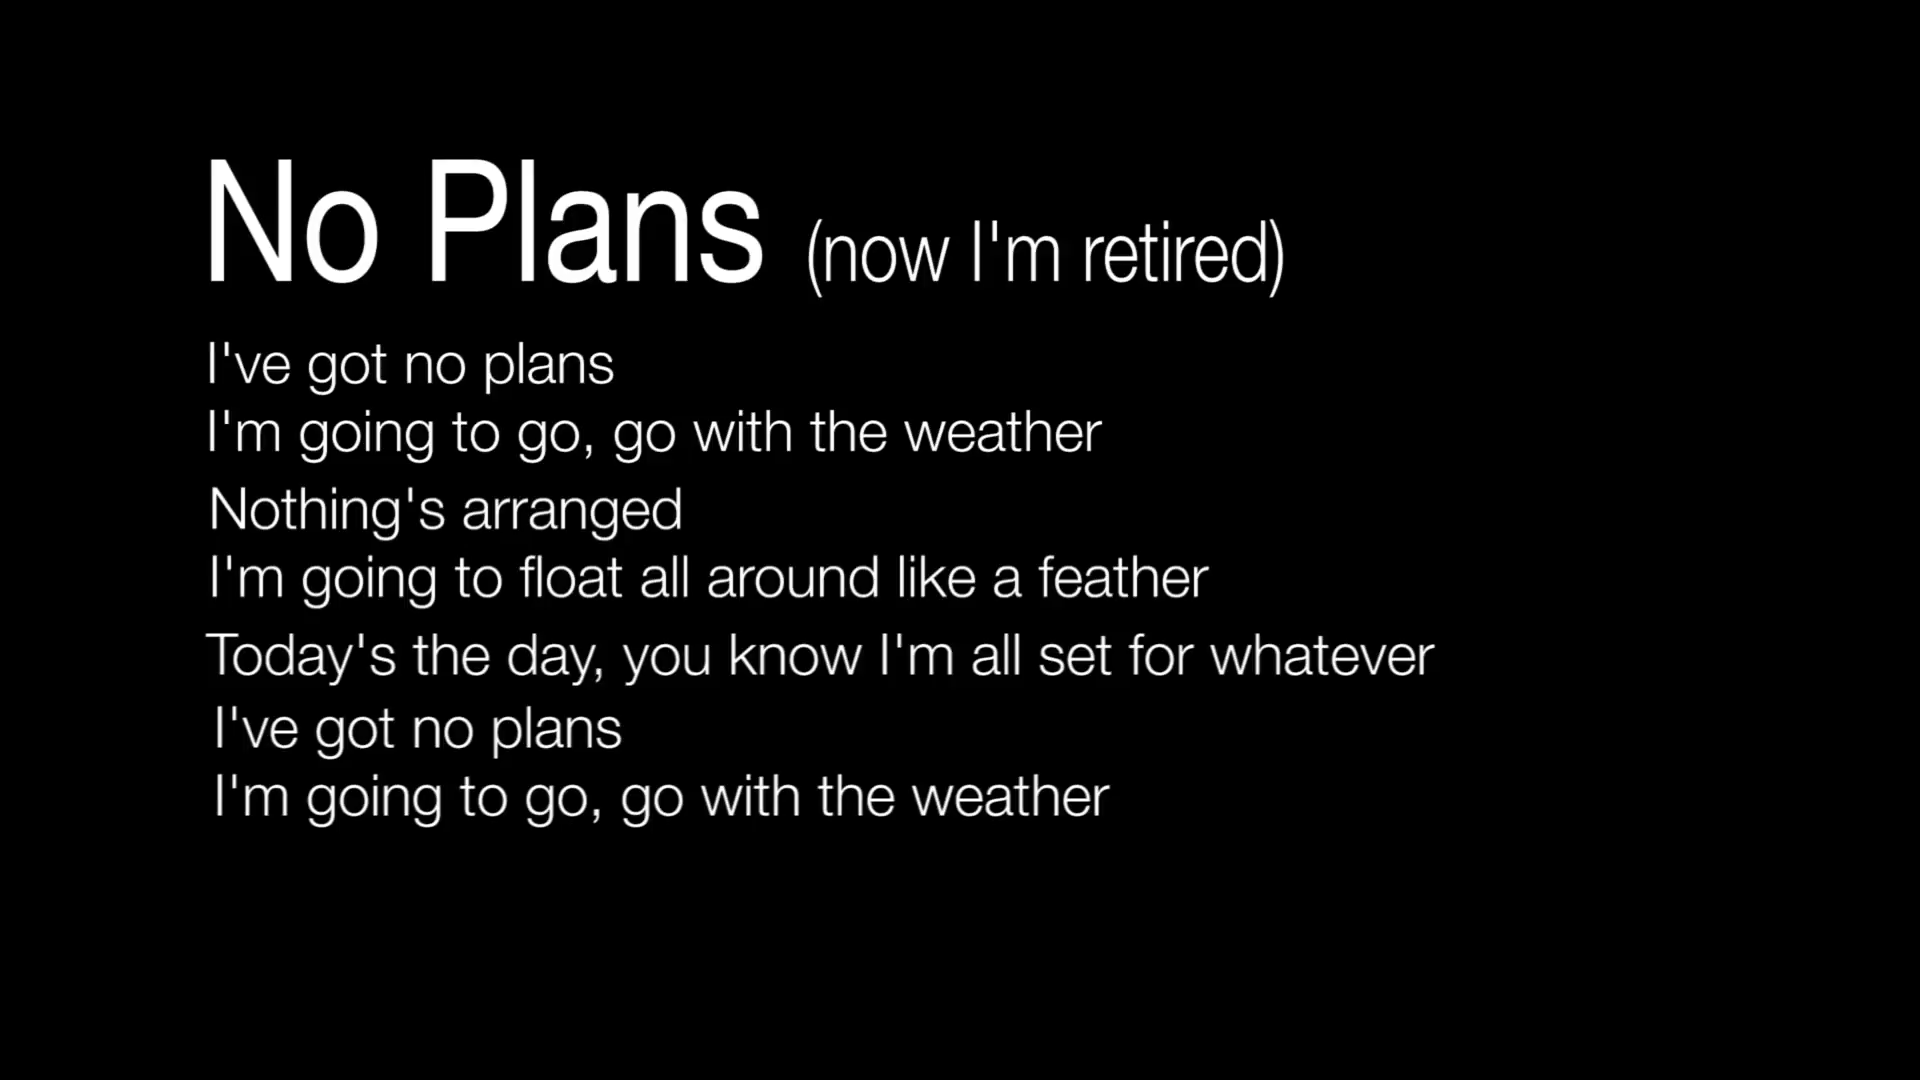 No Plans (now I'm retired)
I've got no plans
I'm going to go, go with the weather
Nothing's arranged
I'm going to float all around like a feather
Today's the day, you know I'm all set for whatever
I've got no plans
I'm going to go, go with the weather